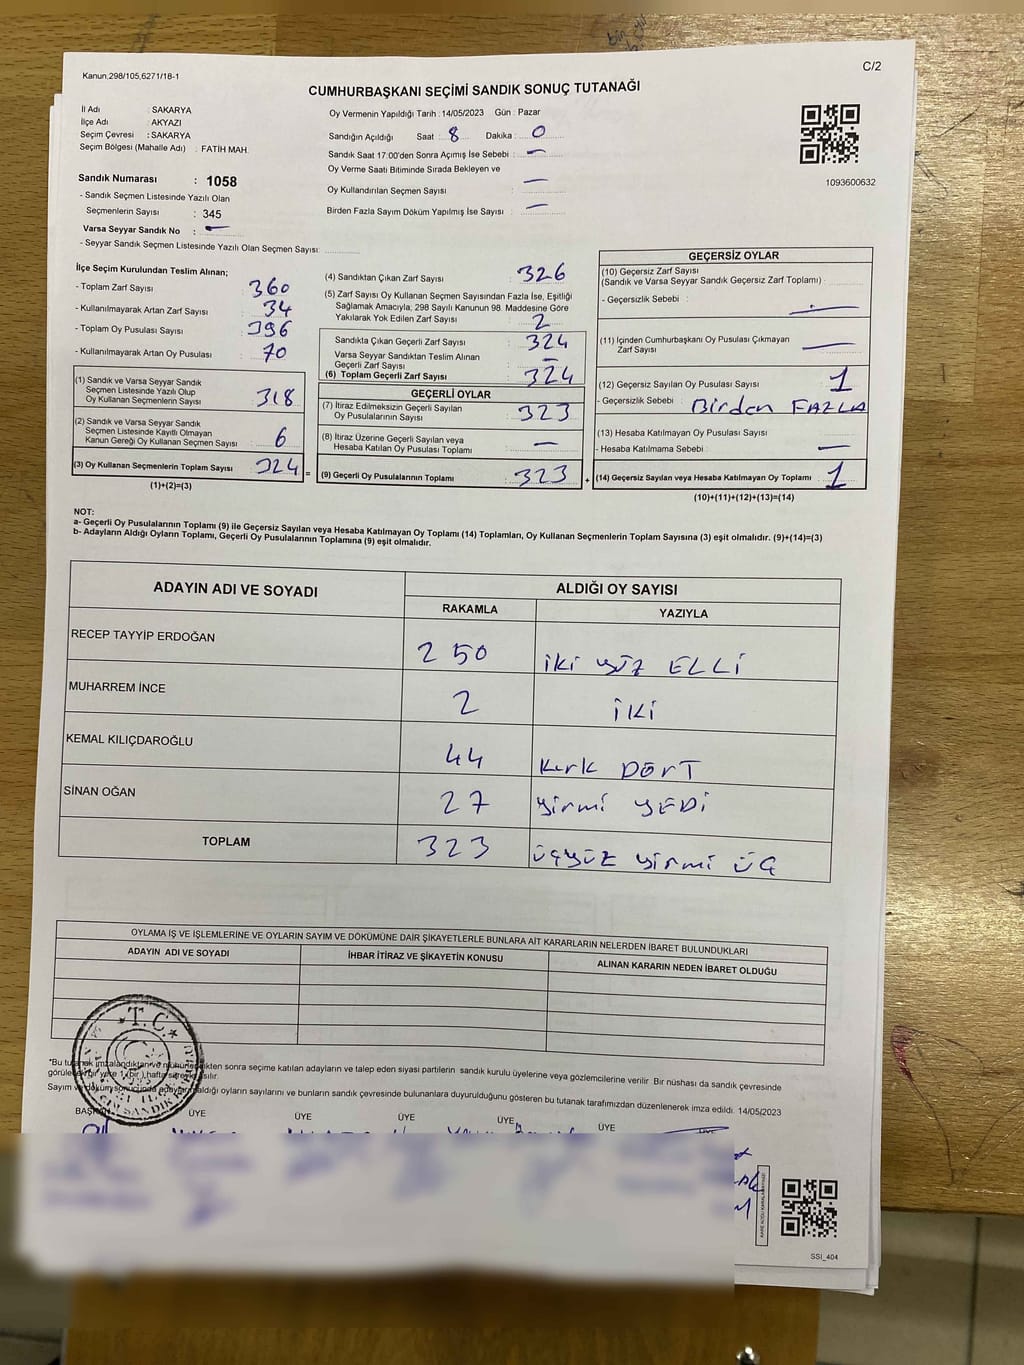 Kanun,298/105,6271/18-1
C/2
CUMHURBAŞKANI SEÇİMİ SANDIK SONUÇ TUTANAĞI
İl Adı : SAKARYA
İlçe Adı : AKYAZI
Seçim Çevresi : SAKARYA
Seçim Bölgesi (Mahalle Adı) : FATİH MAH.
Sandık Numarası : 1058
- Sandık Seçmen Listesinde Yazılı Olan
Seçmenlerin Sayısı : 345
Varsa Seyyar Sandık No : —
- Seyyar Sandık Seçmen Listesinde Yazılı Olan Seçmen Sayısı:
Oy Vermenin Yapıldığı Tarih : 14/05/2023 Gün : Pazar
Sandığın Açıldığı Saat : 8 Dakika : 0
Sandık Saat 17:00'den Sonra Açımış İse Sebebi : —
Oy Verme Saati Bitiminde Sırada Bekleyen ve
Oy Kullandırılan Seçmen Sayısı : —
Birden Fazla Sayım Döküm Yapılmış İse Sayısı : —
1093600632
İlçe Seçim Kurulundan Teslim Alınan;
- Toplam Zarf Sayısı : 360
- Kullanılmayarak Artan Zarf Sayısı : 34
- Toplam Oy Pusulası Sayısı : 396
- Kullanılmayarak Artan Oy Pusulası : 70
(1) Sandık ve Varsa Seyyar Sandık
Seçmen Listesinde Yazılı Olup
Oy Kullanan Seçmenlerin Sayısı : 318
(2) Sandık ve Varsa Seyyar Sandık
Seçmen Listesinde Kayıtlı Olmayan
Kanun Gereği Oy Kullanan Seçmen Sayısı : 6
(3) Oy Kullanan Seçmenlerin Toplam Sayısı : 324 =
(1)+(2)=(3)
(4) Sandıktan Çıkan Zarf Sayısı : 326
(5) Zarf Sayısı Oy Kullanan Seçmen Sayısından Fazla İse, Eşitliği
Sağlamak Amacıyla, 298 Sayılı Kanunun 98. Maddesine Göre
Yakılarak Yok Edilen Zarf Sayısı : 2
Sandıkta Çıkan Geçerli Zarf Sayısı : 324
Varsa Seyyar Sandıktan Teslim Alınan
Geçerli Zarf Sayısı : —
(6) Toplam Geçerli Zarf Sayısı : 324
GEÇERLİ OYLAR
(7) İtiraz Edilmeksizin Geçerli Sayılan
Oy Pusulalarının Sayısı : 323
(8) İtiraz Üzerine Geçerli Sayılan veya
Hesaba Katılan Oy Pusulası Toplamı : —
(9) Geçerli Oy Pusulalarının Toplamı : 323 +
GEÇERSİZ OYLAR
(10) Geçersiz Zarf Sayısı
(Sandık ve Varsa Seyyar Sandık Geçersiz Zarf Toplamı) :
- Geçersizlik Sebebi : —
(11) İçinden Cumhurbaşkanı Oy Pusulası Çıkmayan
Zarf Sayısı : —
(12) Geçersiz Sayılan Oy Pusulası Sayısı : 1
- Geçersizlik Sebebi : Birden FAZLA
(13) Hesaba Katılmayan Oy Pusulası Sayısı :
- Hesaba Katılmama Sebebi : —
(14) Geçersiz Sayılan veya Hesaba Katılmayan Oy Toplamı : 1
(10)+(11)+(12)+(13)=(14)
NOT:
a- Geçerli Oy Pusulalarının Toplamı (9) ile Geçersiz Sayılan veya Hesaba Katılmayan Oy Toplamı (14) Toplamları, Oy Kullanan Seçmenlerin Toplam Sayısına (3) eşit olmalıdır. (9)+(14)=(3)
b- Adayların Aldığı Oyların Toplamı, Geçerli Oy Pusulalarının Toplamına (9) eşit olmalıdır.
ADAYIN ADI VE SOYADI ALDIĞI OY SAYISI
RAKAMLA YAZIYLA
RECEP TAYYİP ERDOĞAN 250 iki yüz ELLİ
MUHARREM İNCE 2 İKİ
KEMAL KILIÇDAROĞLU 44 kırk DÖrT
SİNAN OĞAN 27 yirmi YEDİ
TOPLAM 323 üçyüz yirmi üç
OYLAMA İŞ VE İŞLEMLERİNE VE OYLARIN SAYIM VE DÖKÜMÜNE DAİR ŞİKAYETLERLE BUNLARA AİT KARARLARIN NELERDEN İBARET BULUNDUKLARI
ADAYIN ADI VE SOYADI İHBAR İTİRAZ VE ŞİKAYETİN KONUSU ALINAN KARARIN NEDEN İBARET OLDUĞU
T.C.
*Bu tutanak imzalandıktan ve mühürlendikten sonra seçime katılan adayların ve talep eden siyasi partilerin sandık kurulu üyelerine veya gözlemcilerine verilir. Bir nüshası da sandık çevresinde
görülebilir yere 1 (bir) hafta süreyle asılır.
Sayım ve döküm sonucunda adayların aldığı oyların sayılarını ve bunların sandık çevresinde bulunanlara duyurulduğunu gösteren bu tutanak tarafımızdan düzenlenerek imza edildi. 14/05/2023
BAŞKAN ÜYE ÜYE ÜYE ÜYE ÜYE ÜYE
SSI_404